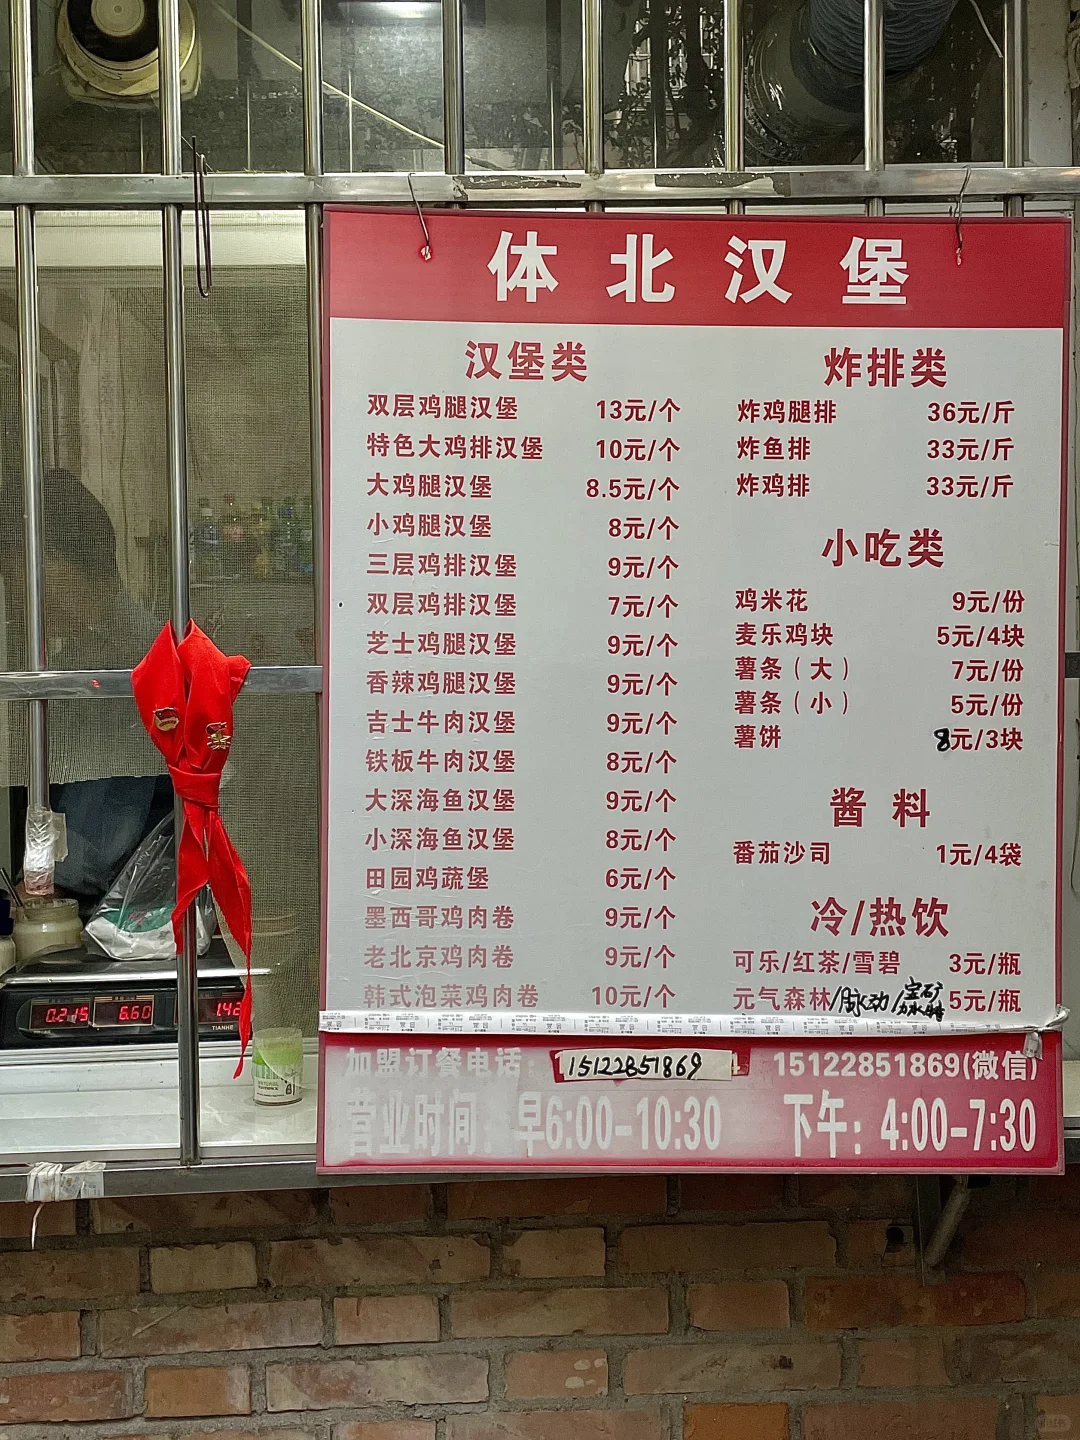 体北汉堡
汉堡类
双层鸡腿汉堡 13元/个
特色大鸡排汉堡 10元/个
大鸡腿汉堡 8.5元/个
小鸡腿汉堡 8元/个
三层鸡排汉堡 9元/个
双层鸡排汉堡 7元/个
芝士鸡腿汉堡 9元/个
香辣鸡腿汉堡 9元/个
吉士牛肉汉堡 9元/个
铁板牛肉汉堡 8元/个
大深海鱼汉堡 9元/个
小深海鱼汉堡 8元/个
田园鸡蔬堡 6元/个
墨西哥鸡肉卷 9元/个
老北京鸡肉卷 9元/个
韩式泡菜鸡肉卷 10元/个
炸排类
炸鸡腿排 36元/斤
炸鱼排 33元/斤
炸鸡排 33元/斤
小吃类
鸡米花 9元/份
麦乐鸡块 5元/4块
薯条（大） 7元/份
薯条（小） 5元/份
薯饼 8元/3块
酱料
番茄沙司 1元/4袋
冷/热饮
可乐/红茶/雪碧 3元/瓶
元气森林/脉动/宝矿力水特 5元/瓶
加盟订餐电话：15122851869 15122851869(微信)
营业时间：早6:00-10:30 下午：4:00-7:30
6.60
TIANHE